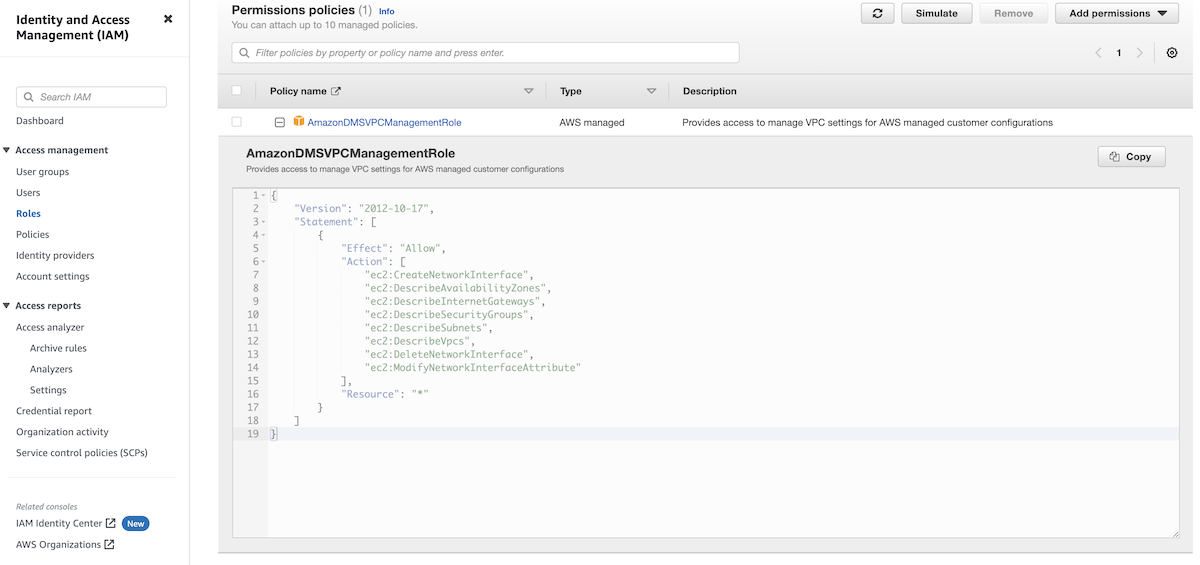 Identity and Access
Management (IAM)
Search IAM
Dashboard
Access management
User groups
Users
Roles
Policies
Identity providers
Account settings
Access reports
Access analyzer
Archive rules
Analyzers
Settings
Credential report
Organization activity
Service control policies (SCPs)
Related consoles
IAM Identity Center New
AWS Organizations
Permissions policies (1) Info
You can attach up to 10 managed policies.
Simulate Remove Add permissions
Filter policies by property or policy name and press enter.
1
Policy name Type Description
AmazonDMSVPCManagementRole AWS managed Provides access to manage VPC settings for AWS managed customer configurations
AmazonDMSVPCManagementRole
Provides access to manage VPC settings for AWS managed customer configurations
Copy
1 {
2 "Version": "2012-10-17",
3 "Statement": [
4 {
5 "Effect": "Allow",
6 "Action": [
7 "ec2:CreateNetworkInterface",
8 "ec2:DescribeAvailabilityZones",
9 "ec2:DescribeInternetGateways",
10 "ec2:DescribeSecurityGroups",
11 "ec2:DescribeSubnets",
12 "ec2:DescribeVpcs",
13 "ec2:DeleteNetworkInterface",
14 "ec2:ModifyNetworkInterfaceAttribute"
15 ],
16 "Resource": "*"
17 }
18 ]
19 }